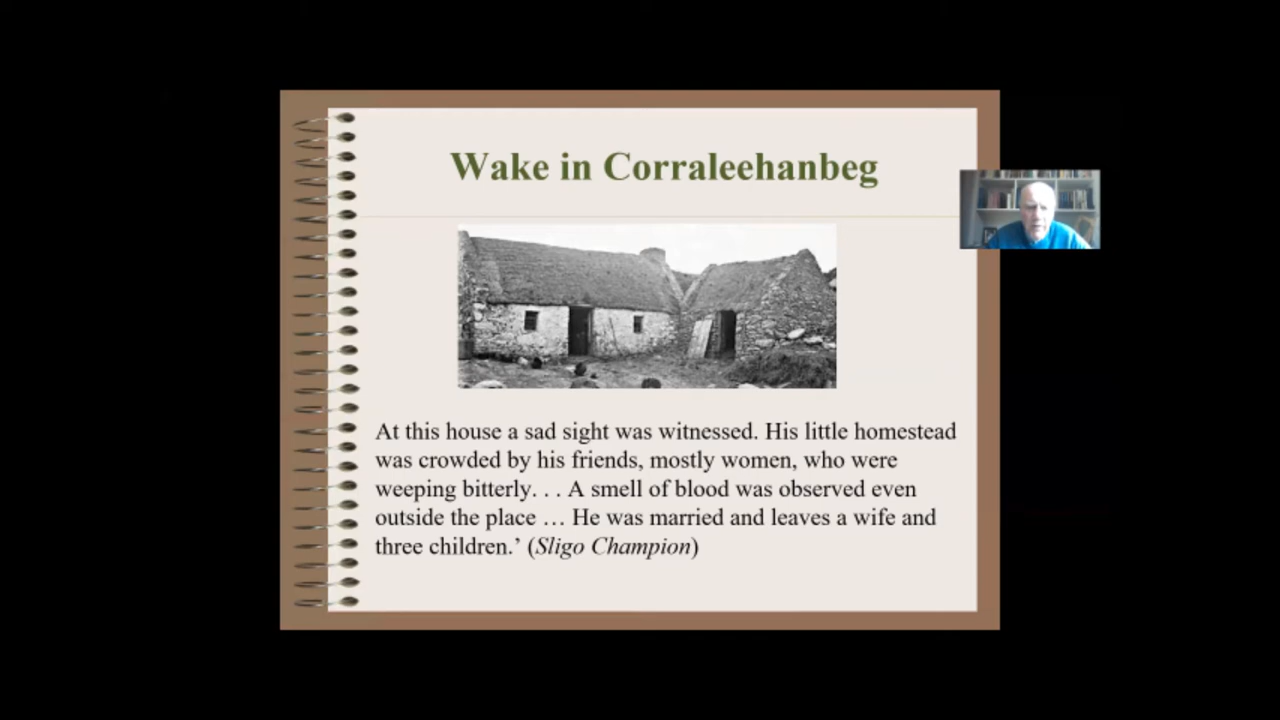 Wake in Corraleehanbeg
At this house a sad sight was witnessed. His little homestead
was crowded by his friends, mostly women, who were
weeping bitterly. . . A smell of blood was observed even
outside the place … He was married and leaves a wife and
three children.’ (Sligo Champion)